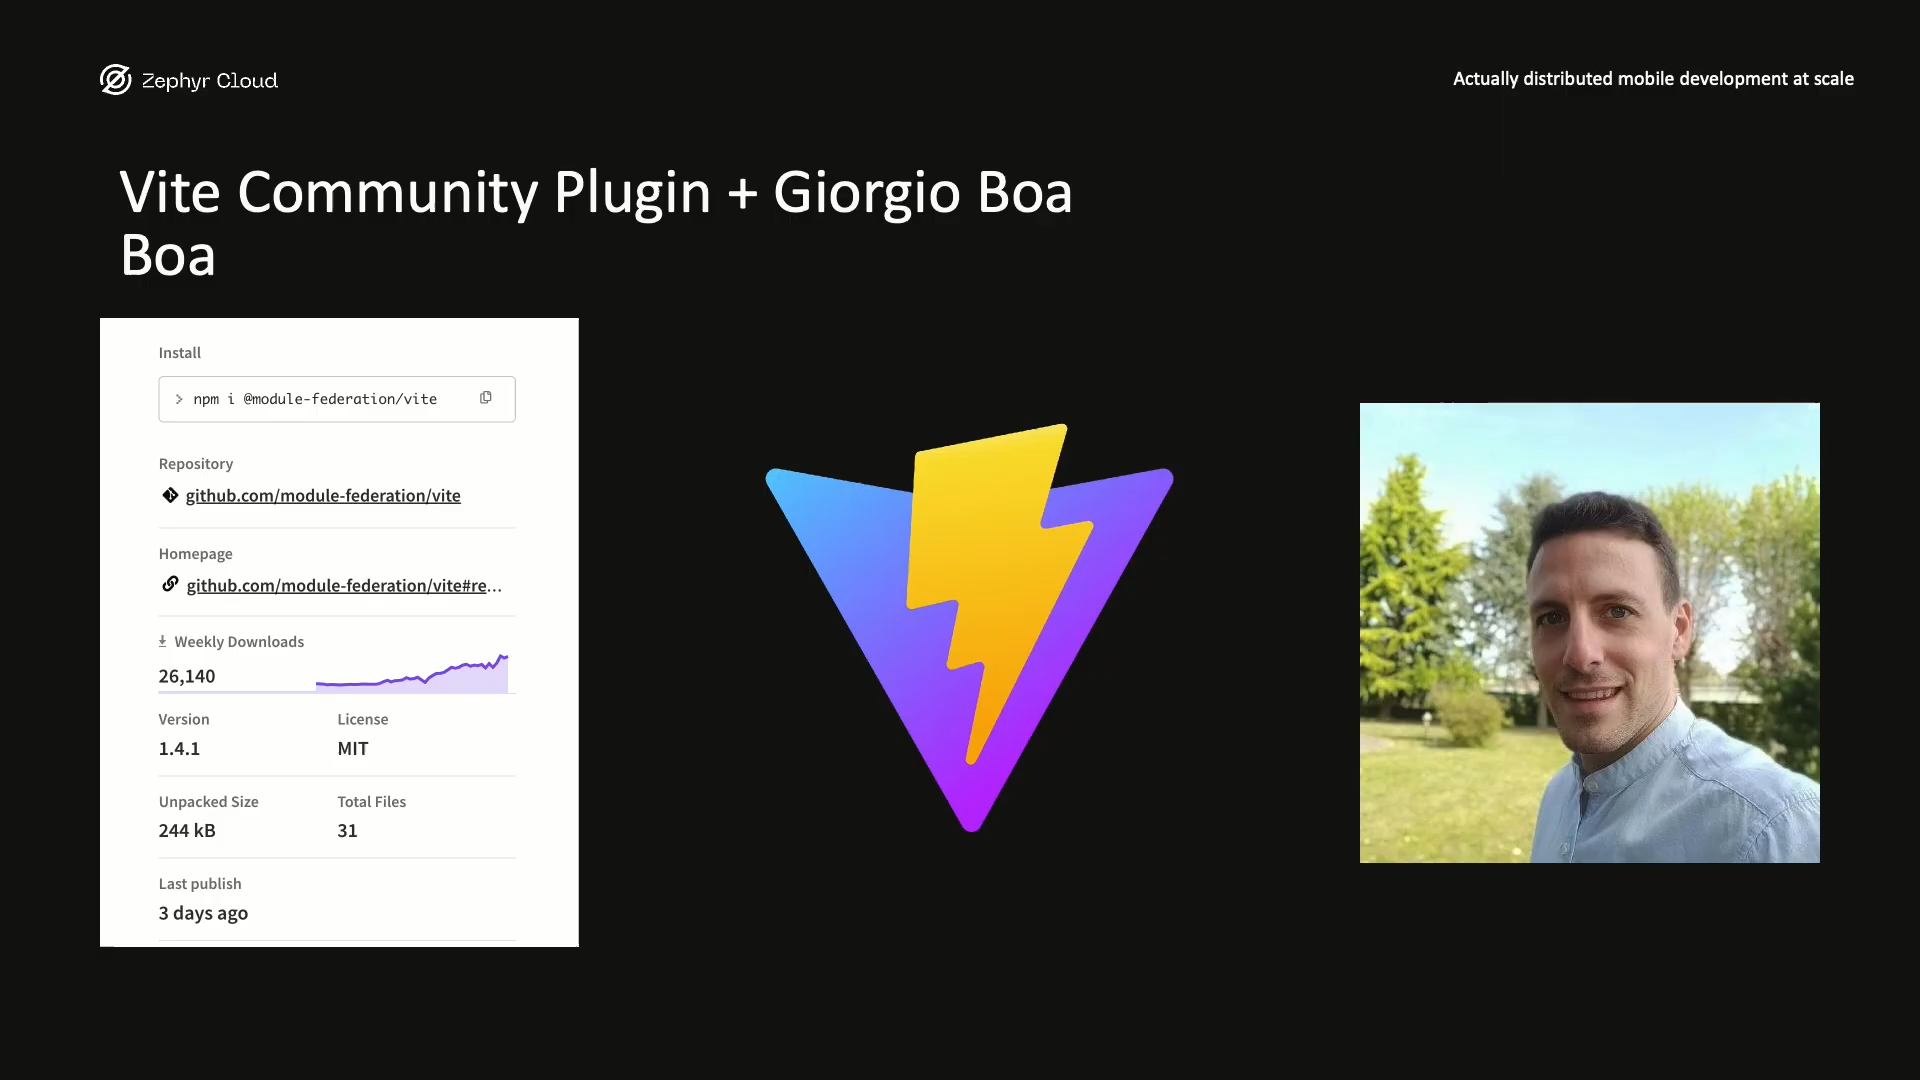 Zephyr Cloud
Actually distributed mobile development at scale
Vite Community Plugin + Giorgio Boa
Boa
Install
> npm i @module-federation/vite
Repository
github.com/module-federation/vite
Homepage
github.com/module-federation/vite#re...
Weekly Downloads
26,140
Version
License
1.4.1
MIT
Unpacked Size
Total Files
244 kB
31
Last publish
3 days ago